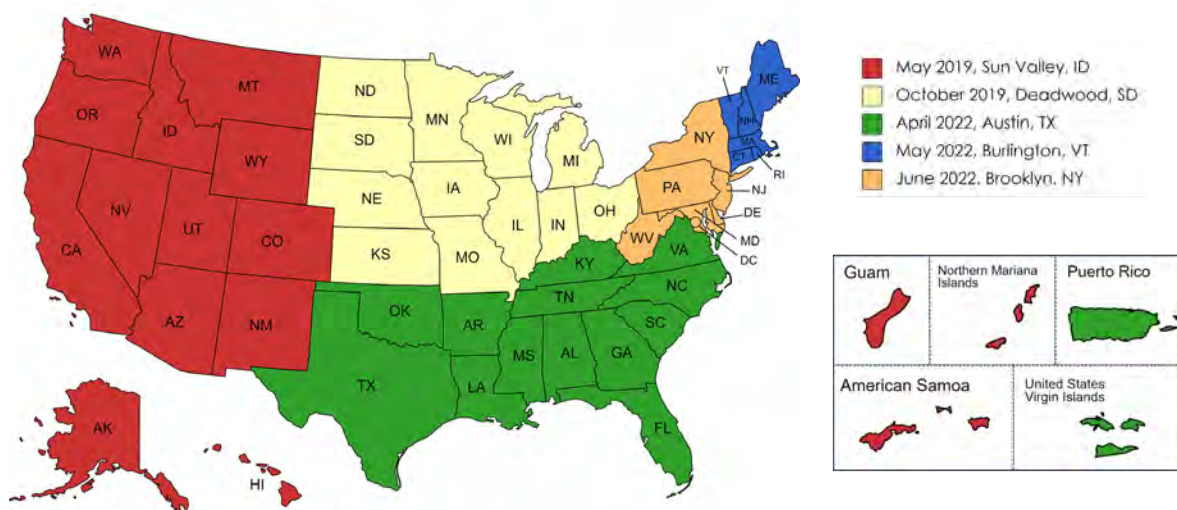 WA
OR
CA
NV
ID
MT
WY
UT
CO
AZ
NM
AK
HI
ND
SD
NE
KS
MN
IA
MO
WI
IL
MI
IN
OH
OK
TX
AR
LA
MS
AL
TN
KY
GA
FL
SC
NC
VA
WV
PA
NY
VT
NH
ME
MA
CT
RI
NJ
DE
MD
DC
May 2019, Sun Valley, ID
October 2019, Deadwood, SD
April 2022, Austin, TX
May 2022, Burlington, VT
June 2022, Brooklyn, NY
Guam
Northern Mariana
Islands
Puerto Rico
American Samoa
United States
Virgin Islands